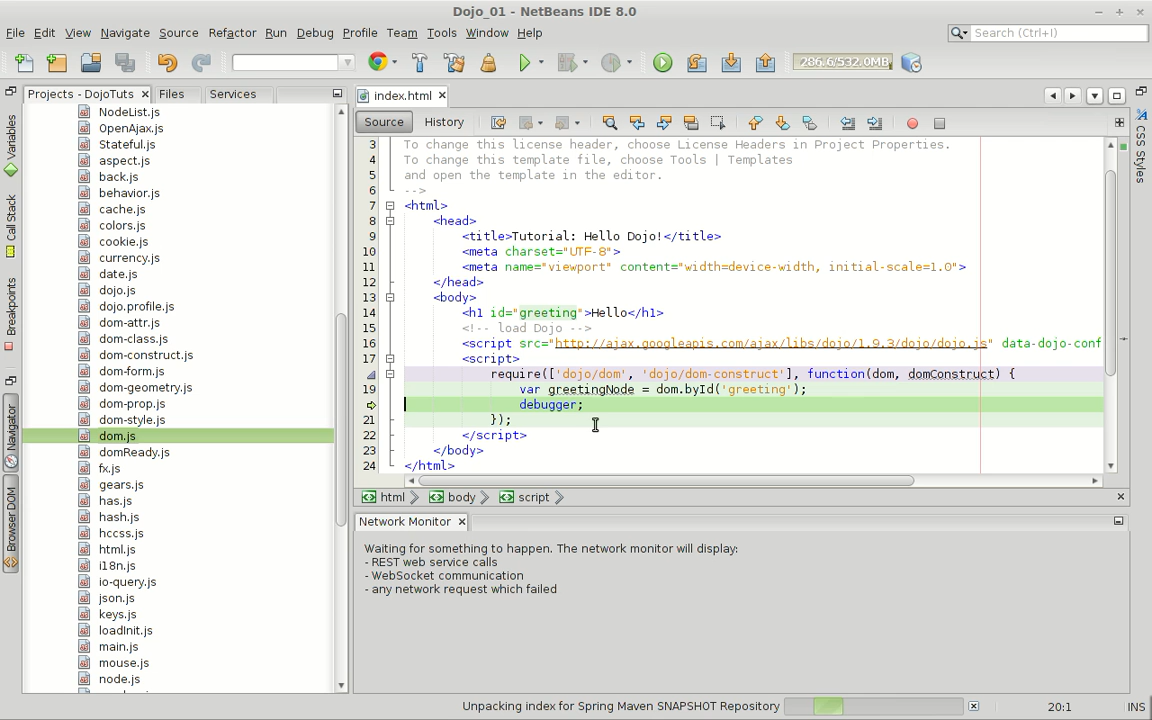 Dojo_01 - NetBeans IDE 8.0
File Edit View Navigate Source Refactor Run Debug Profile Team Tools Window Help
Search (Ctrl+I)
286.6/532.0MB
Projects - DojoTuts
Files
Services
index.html
Source
History
Variables
Call Stack
Breakpoints
Navigator
Browser DOM
CSS Styles
NodeList.js
OpenAjax.js
Stateful.js
aspect.js
back.js
behavior.js
cache.js
colors.js
cookie.js
currency.js
date.js
dojo.js
dojo.profile.js
dom-attr.js
dom-class.js
dom-construct.js
dom-form.js
dom-geometry.js
dom-prop.js
dom-style.js
dom.js
domReady.js
fx.js
gears.js
has.js
hash.js
hccss.js
html.js
i18n.js
io-query.js
json.js
keys.js
loadInit.js
main.js
mouse.js
node.js
3 To change this license header, choose License Headers in Project Properties.
4 To change this template file, choose Tools | Templates
5 and open the template in the editor.
6 -->
7 <html>
8 <head>
9 <title>Tutorial: Hello Dojo!</title>
10 <meta charset="UTF-8">
11 <meta name="viewport" content="width=device-width, initial-scale=1.0">
12 </head>
13 <body>
14 <h1 id="greeting">Hello</h1>
15 <!-- load Dojo -->
16 <script src="http://ajax.googleapis.com/ajax/libs/dojo/1.9.3/dojo/dojo.js" data-dojo-conf
17 <script>
require(['dojo/dom', 'dojo/dom-construct'], function(dom, domConstruct) {
19 var greetingNode = dom.byId('greeting');
debugger;
21 });
22 </script>
23 </body>
24 </html>
html body script
Network Monitor
Waiting for something to happen. The network monitor will display:
- REST web service calls
- WebSocket communication
- any network request which failed
Unpacking index for Spring Maven SNAPSHOT Repository
20:1
INS